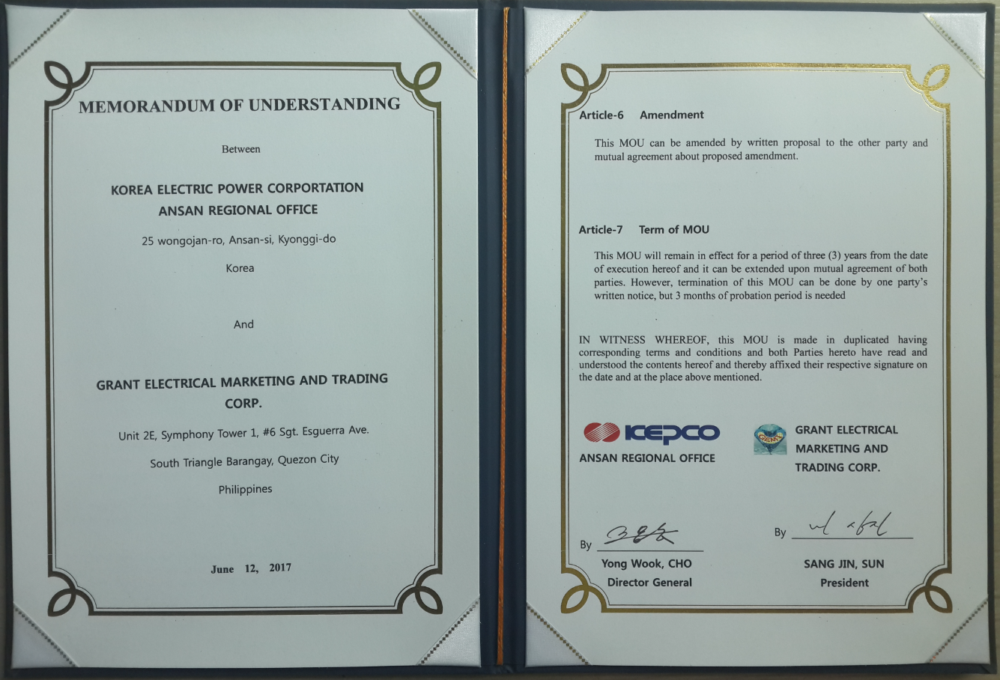 MEMORANDUM OF UNDERSTANDING
Between
KOREA ELECTRIC POWER CORPORTATION
ANSAN REGIONAL OFFICE
25 wongojan-ro, Ansan-si, Kyonggi-do
Korea
And
GRANT ELECTRICAL MARKETING AND TRADING
CORP.
Unit 2E, Symphony Tower 1, #6 Sgt. Esguerra Ave.
South Triangle Barangay, Quezon City
Philippines
June 12, 2017
Article-6 Amendment
This MOU can be amended by written proposal to the other party and
mutual agreement about proposed amendment.
Article-7 Term of MOU
This MOU will remain in effect for a period of three (3) years from the date
of execution hereof and it can be extended upon mutual agreement of both
parties. However, termination of this MOU can be done by one party's
written notice, but 3 months of probation period is needed
IN WITNESS WHEREOF, this MOU is made in duplicated having
corresponding terms and conditions and both Parties hereto have read and
understood the contents hereof and thereby affixed their respective signature on
the date and at the place above mentioned.
KEPCO
ANSAN REGIONAL OFFICE
GRANT ELECTRICAL
MARKETING AND
TRADING CORP.
By
Yong Wook, CHO
Director General
By
SANG JIN, SUN
President